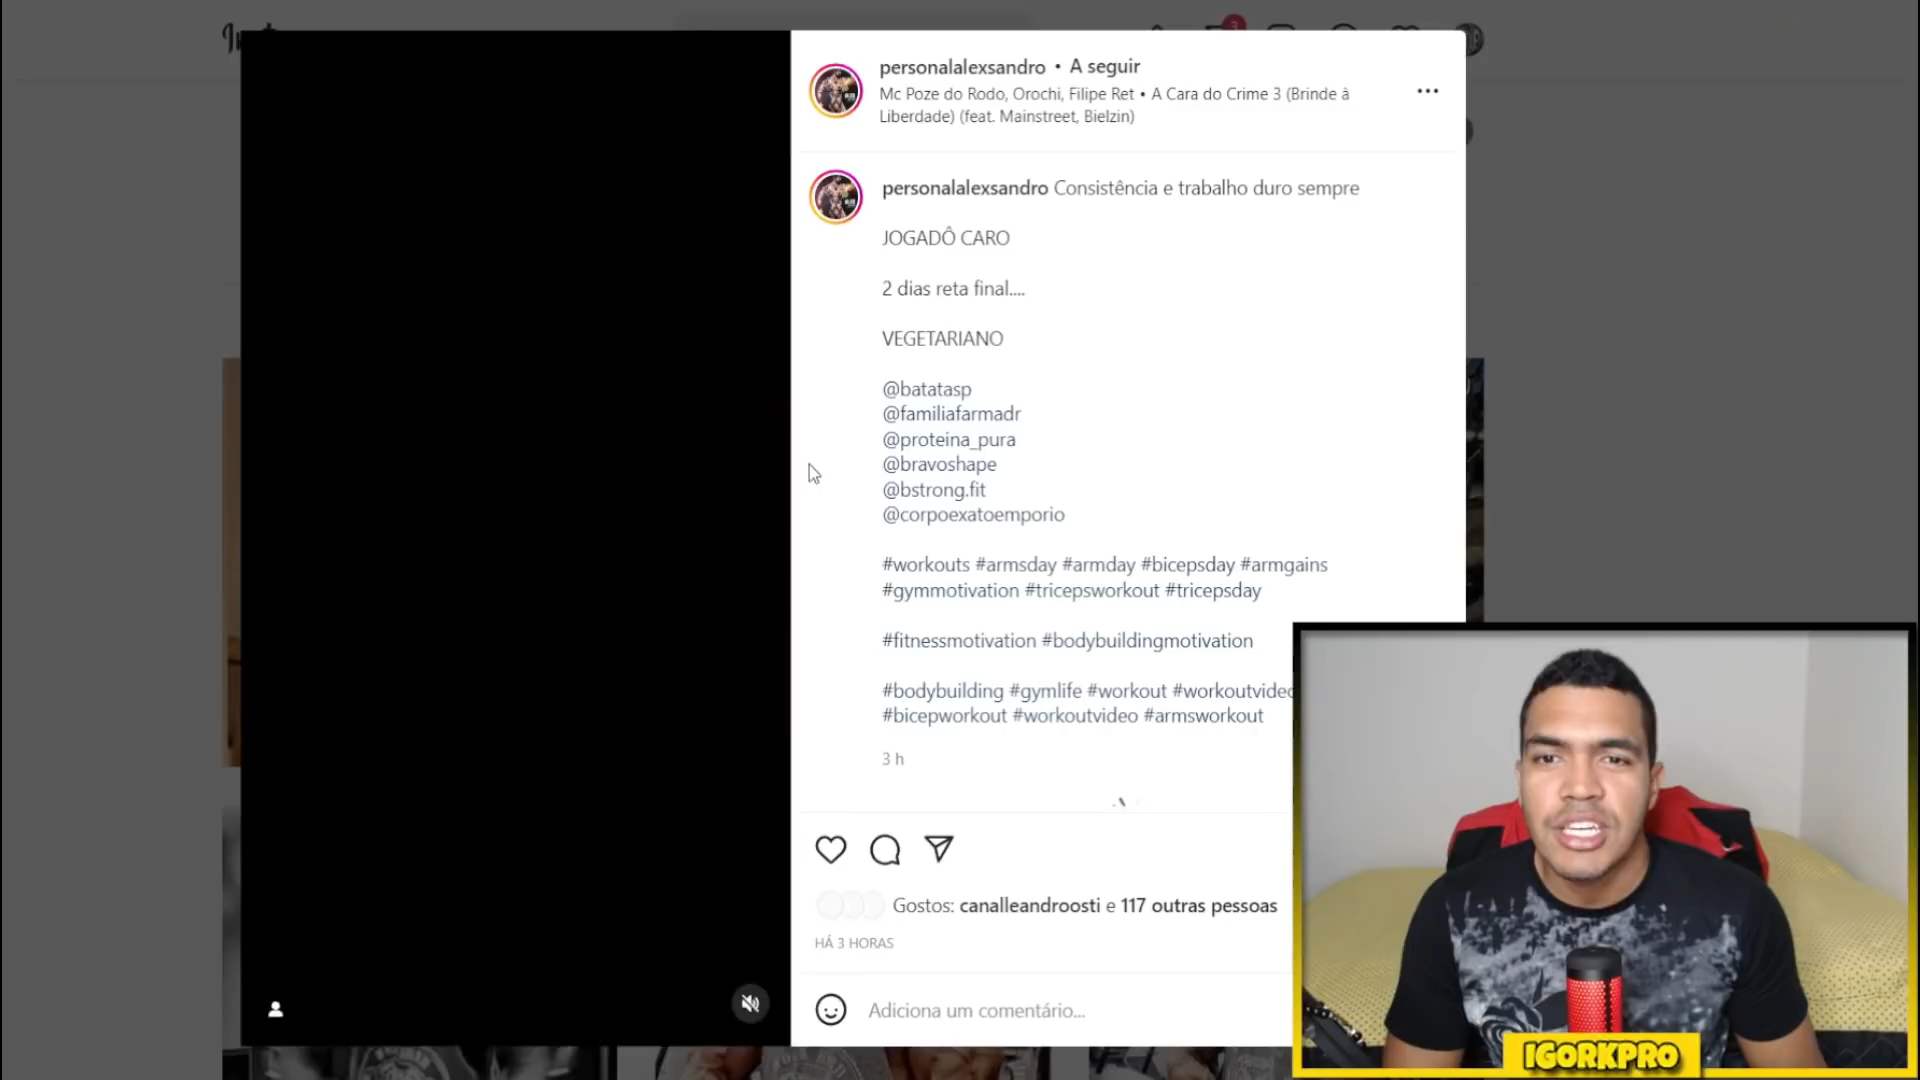 3
personalalexsandro • A seguir
Mc Poze do Rodo, Orochi, Filipe Ret • A Cara do Crime 3 (Brinde à
Liberdade) (feat. Mainstreet, Bielzin)
personalalexsandro Consistência e trabalho duro sempre
JOGADÔ CARO
2 dias reta final....
VEGETARIANO
@batatasp
@familiafarmadr
@proteina_pura
@bravoshape
@bstrong.fit
@corpoexatoemporio
#workouts #armsday #armday #bicepsday #armgains
#gymmotivation #tricepsworkout #tricepsday
#fitnessmotivation #bodybuildingmotivation
#bodybuilding #gymlife #workout #workoutvideo
#bicepworkout #workoutvideo #armsworkout
3 h
Gostos: canalleandroosti e 117 outras pessoas
HÁ 3 HORAS
Adiciona um comentário...
IGORKPRO